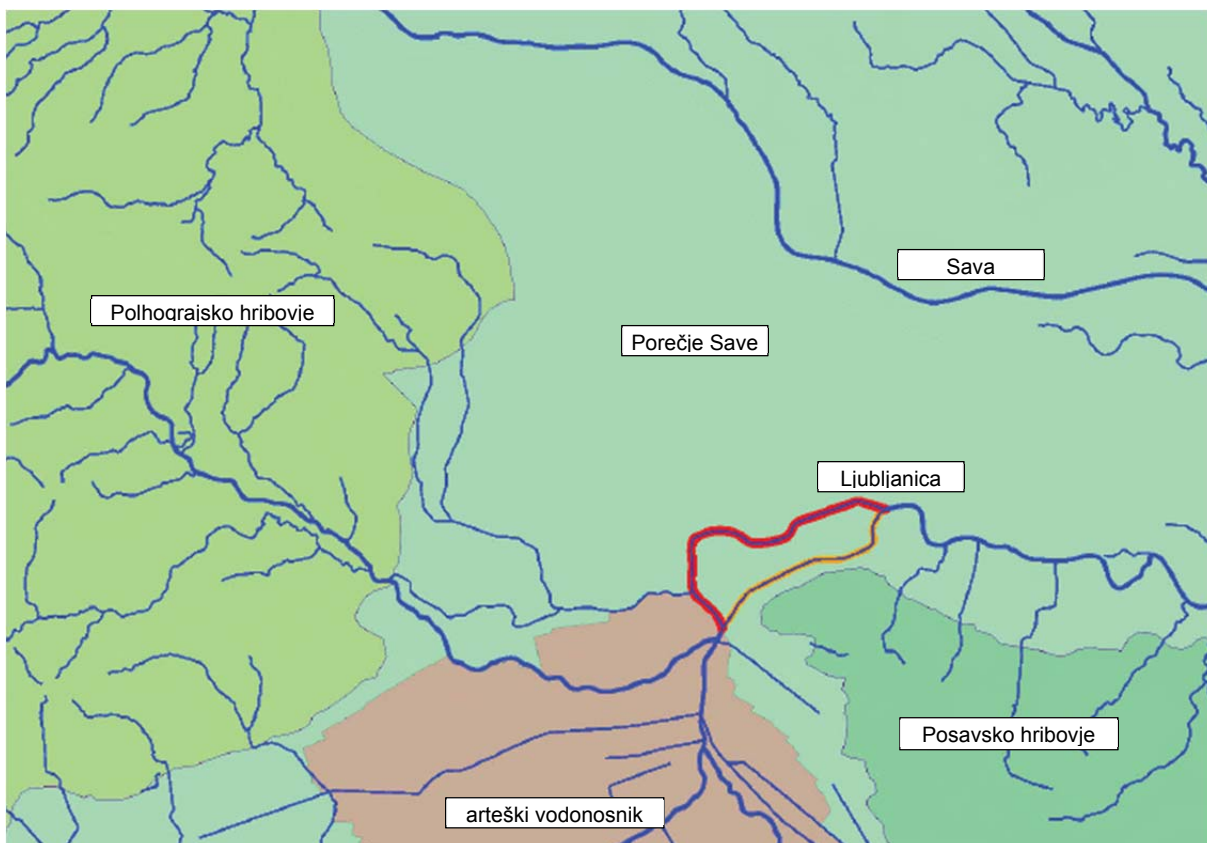 Sava
Polhograjsko hribovje
Porečje Save
Ljubljanica
Posavsko hribovje
arteški vodonosnik